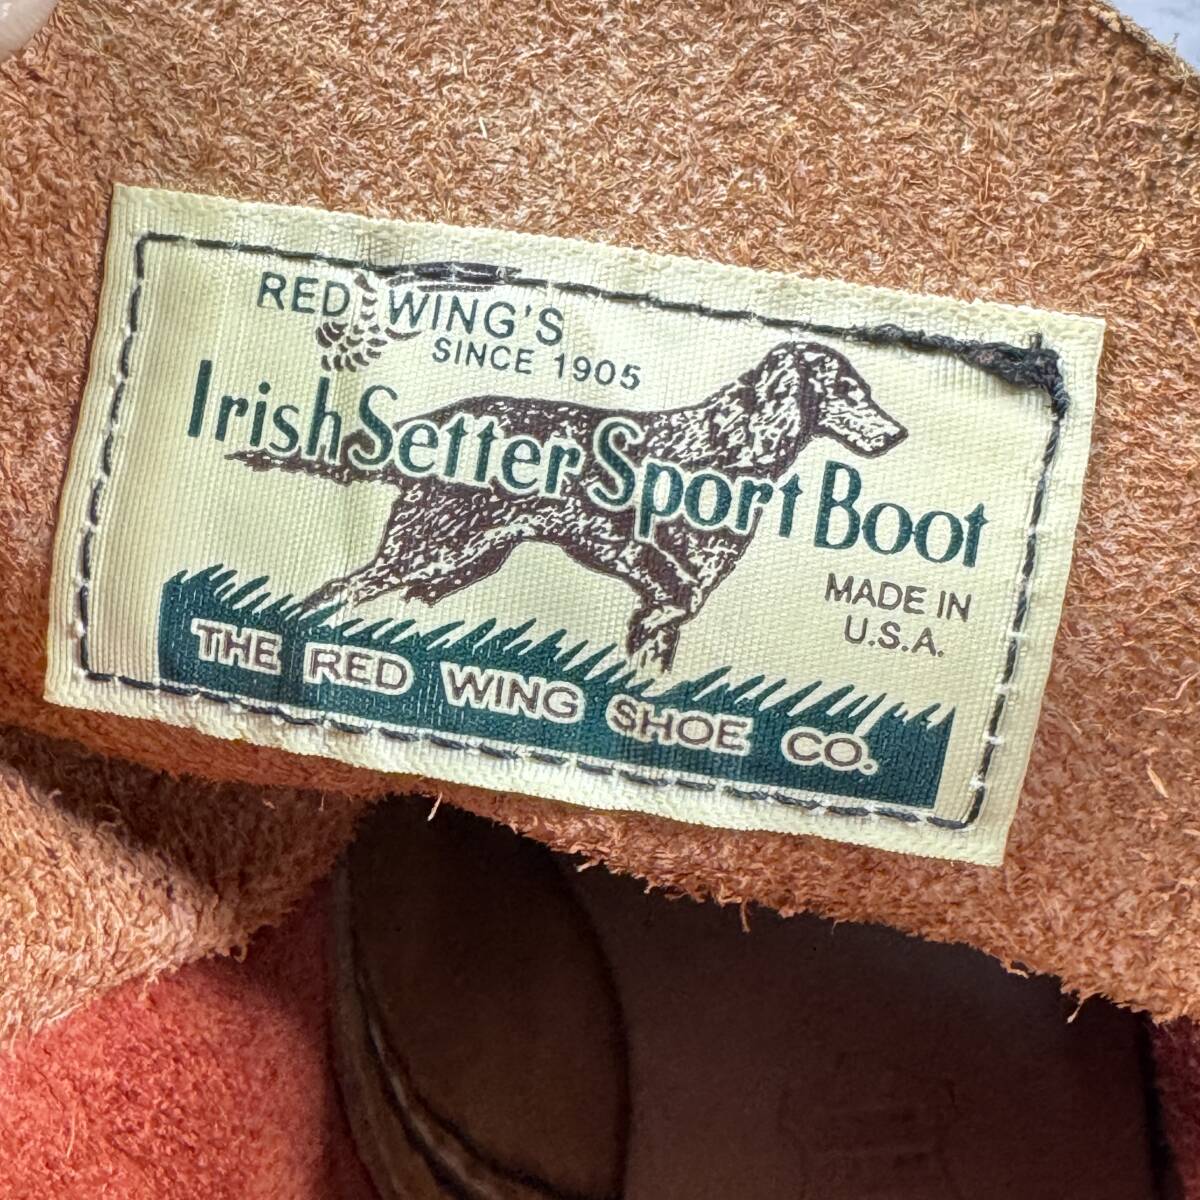 RED WING'S
SINCE 1905
Irish Setter Sport Boot
MADE IN
U.S.A.
THE RED WING SHOE CO.